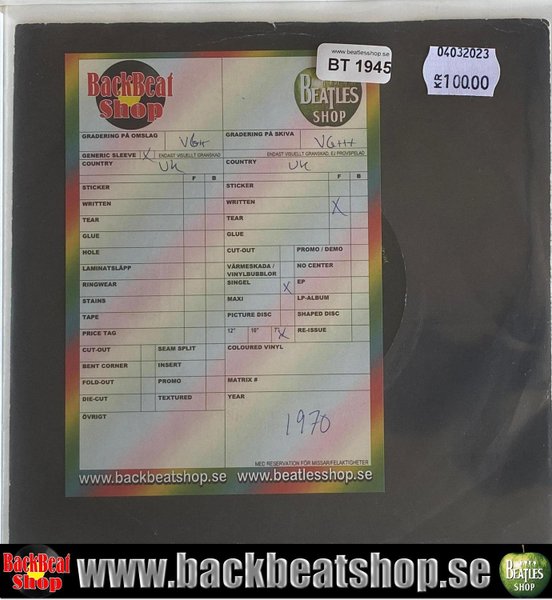 www.beatlesshop.se
BT 1945
04032023
KR 100.00
BackBeat
Shop
BEATLES
SHOP
GRADERING PÅ OMSLAG
GRADERING PÅ SKIVA
VG+++
GENERIC SLEEVE X ENDAST VISUELLT GRANSKAD
ENDAST VISUELLT GRANSKAD, EJ PROVSPELAD
COUNTRY UK
COUNTRY UK
F B
F B
STICKER
STICKER
WRITTEN
WRITTEN X
TEAR
TEAR
GLUE
GLUE
HOLE
CUT-OUT PROMO / DEMO
LAMINATSLÄPP
VÄRMESKADA /
VINYLBUBBLOR NO CENTER
RINGWEAR
SINGEL X EP
STAINS
MAXI LP-ALBUM
TAPE
PICTURE DISC SHAPED DISC
PRICE TAG
12" 10" 7" X RE-ISSUE
CUT-OUT SEAM SPLIT
COLOURED VINYL
BENT CORNER INSERT
FOLD-OUT PROMO
MATRIX #
DIE-CUT TEXTURED
YEAR
ÖVRIGT
1970
MED RESERVATION FÖR MISSAR/FELAKTIGHETER
www.backbeatshop.se www.beatlesshop.se
BackBeat
Shop
www.backbeatshop.se
BEATLES
SHOP